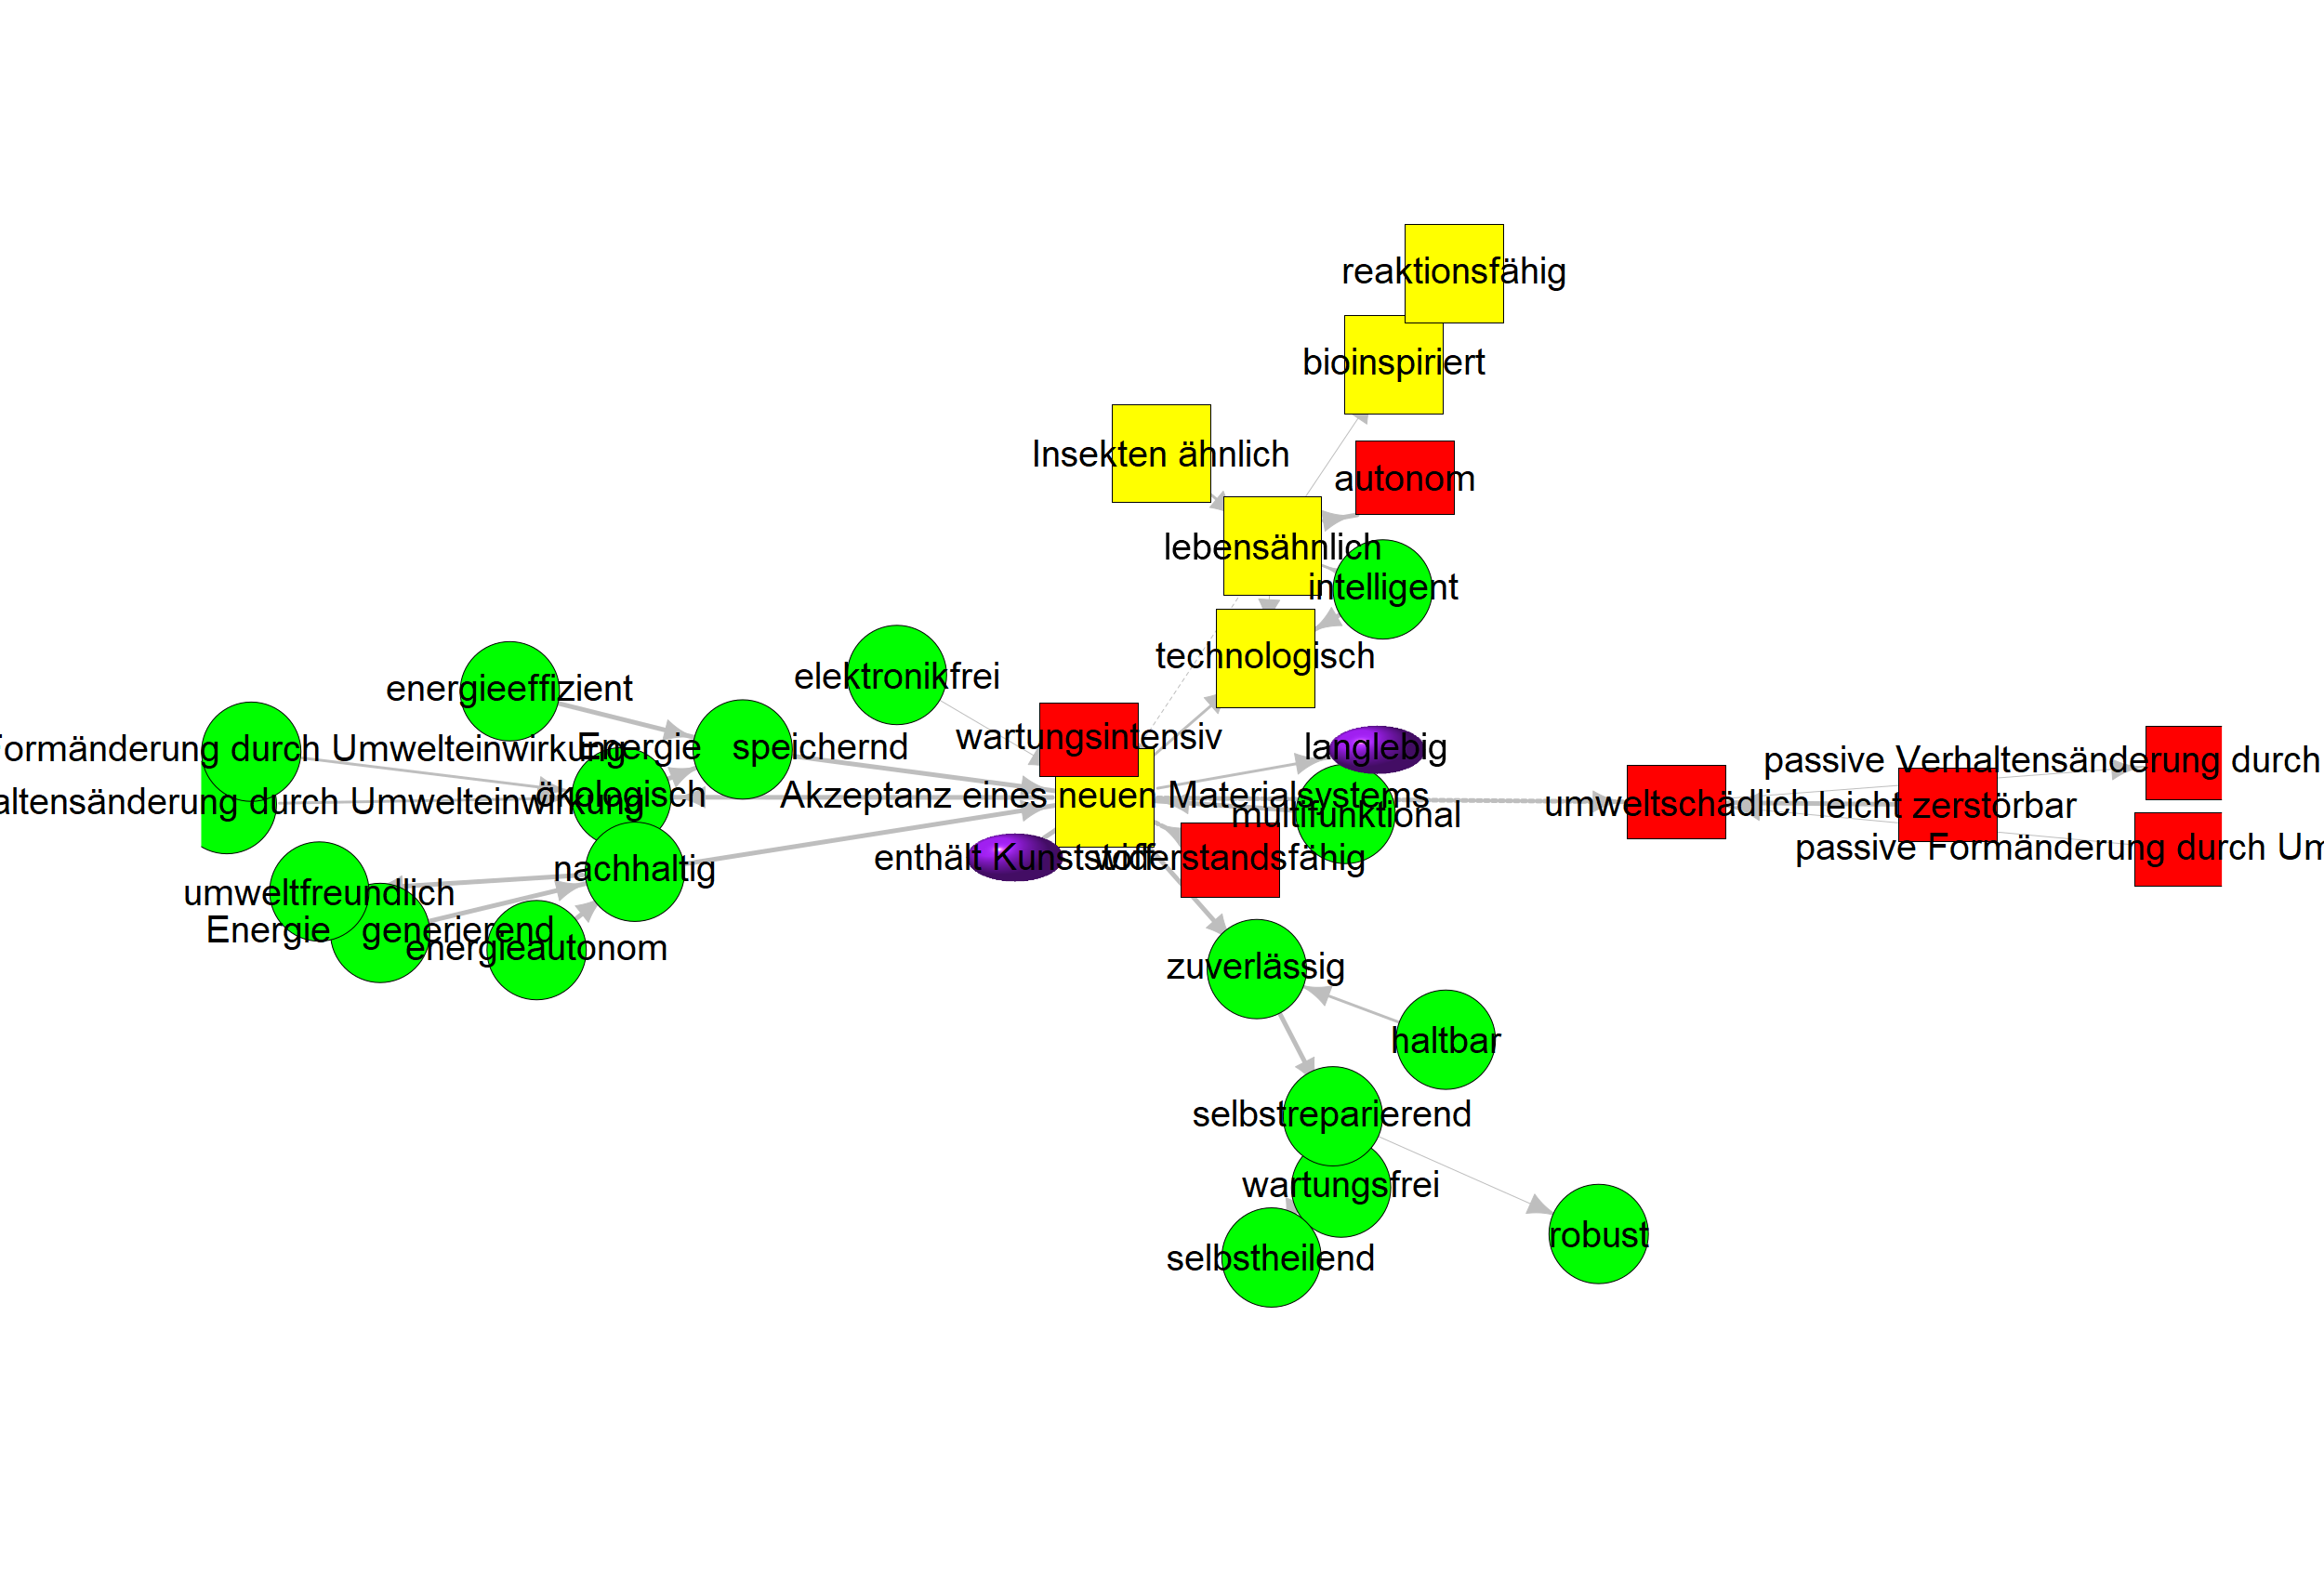 reaktionsfähig
bioinspiriert
Insekten ähnlich
autonom
lebensähnlich
intelligent
technologisch
energieeffizient
elektronikfrei
Formänderung durch Umwelteinwirkung
Energie speichernd
wartungsintensiv
langlebig
passive Verhaltensänderung durch
altensänderung durch Umwelteinwirkung
ökologisch
Akzeptanz eines neuen Materialsystems
multifunktional
umweltschädlich
leicht zerstörbar
enthält Kunststoff
widerstandsfähig
passive Formänderung durch Um
nachhaltig
umweltfreundlich
Energie generierend
energieautonom
zuverlässig
haltbar
selbstreparierend
wartungsfrei
robust
selbstheilend